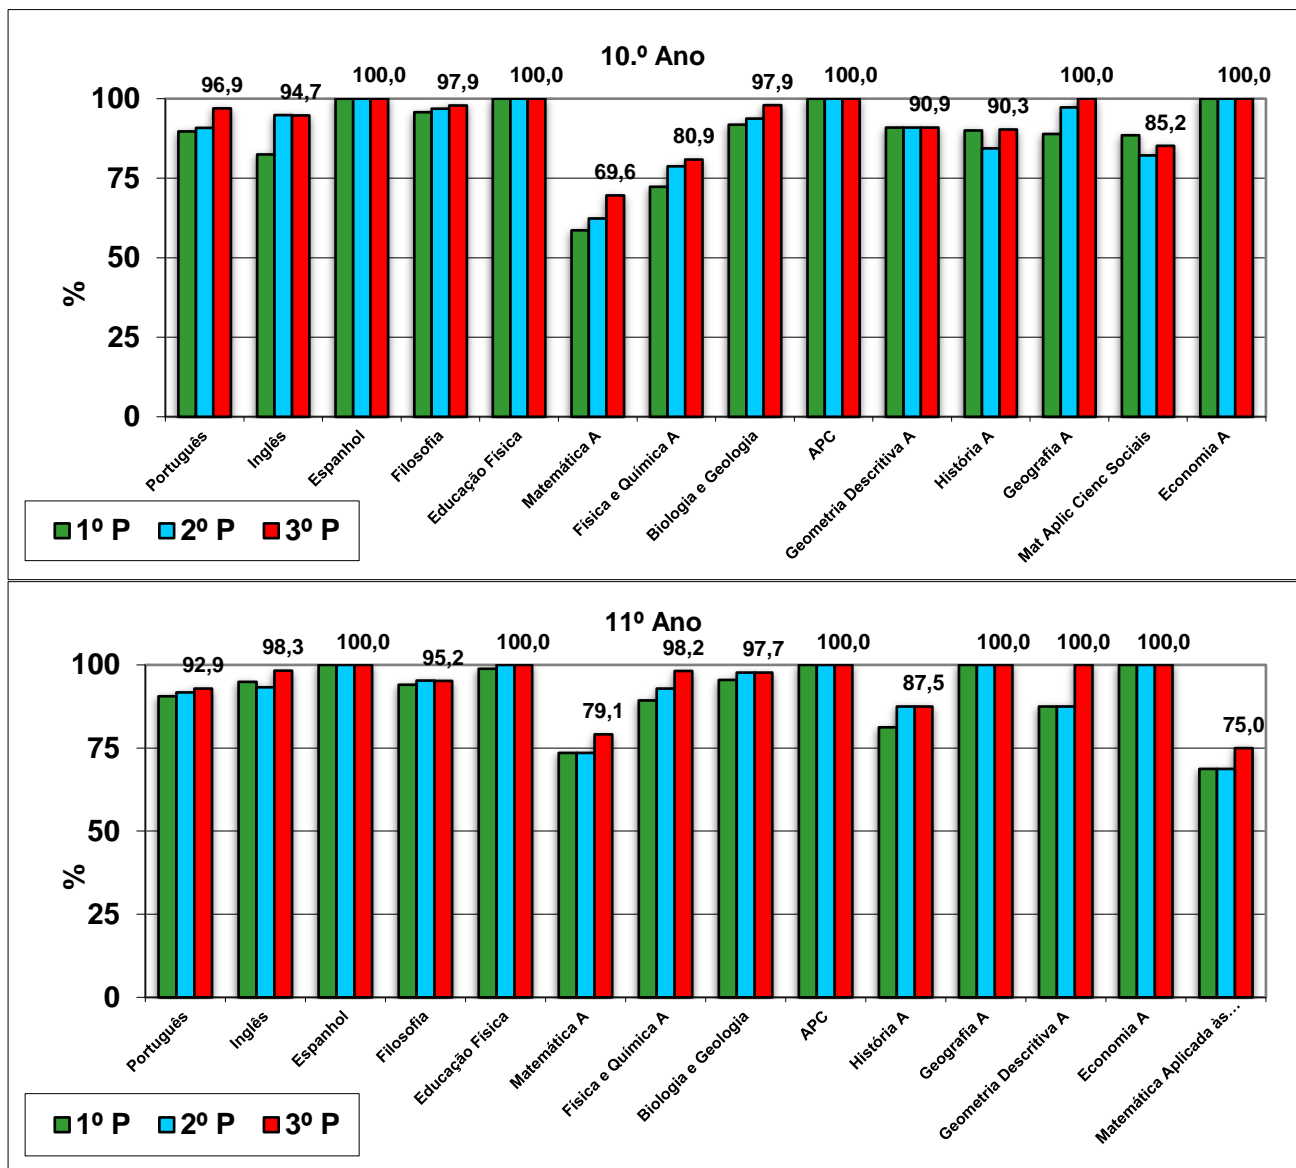 10.º Ano
96,9 94,7 100,0 97,9 100,0 69,6 80,9 97,9 100,0 90,9 90,3 100,0 85,2 100,0
100
75
50
25
0
%
Português
Inglês
Espanhol
Filosofia
Educação Física
Matemática A
Física e Química A
Biologia e Geologia
APC
Geometria Descritiva A
História A
Geografia A
Mat Aplic Cienc Sociais
Economia A
1º P 2º P 3º P
11º Ano
92,9 98,3 100,0 95,2 100,0 79,1 98,2 97,7 100,0 87,5 100,0 100,0 100,0 75,0
100
75
50
25
0
%
Português
Inglês
Espanhol
Filosofia
Educação Física
Matemática A
Física e Química A
Biologia e Geologia
APC
História A
Geografia A
Geometria Descritiva A
Economia A
Matemática Aplicada às...
1º P 2º P 3º P